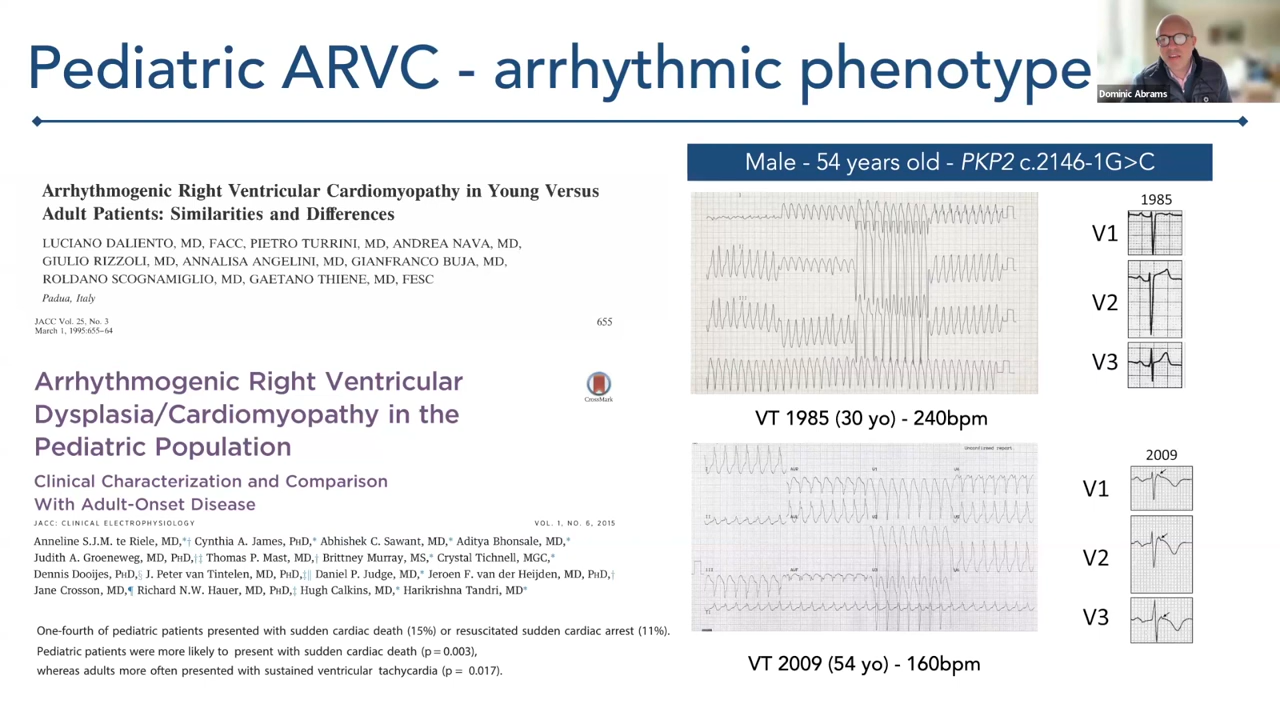 Pediatric ARVC - arrhythmic phenotype
Dominic Abrams
Arrhythmogenic Right Ventricular Cardiomyopathy in Young Versus
Adult Patients: Similarities and Differences
LUCIANO DALIENTO, MD, FACC, PIETRO TURRINI, MD, ANDREA NAVA, MD,
GIULIO RIZZOLI, MD, ANNALISA ANGELINI, MD, GIANFRANCO BUJA, MD,
ROLDANO SCOGNAMIGLIO, MD, GAETANO THIENE, MD, FESC
Padua, Italy
JACC Vol. 25, No. 3
March 1, 1995:655–64
655
Arrhythmogenic Right Ventricular
Dysplasia/Cardiomyopathy in the
Pediatric Population
CrossMark
Clinical Characterization and Comparison
With Adult-Onset Disease
JACC: CLINICAL ELECTROPHYSIOLOGY
VOL. 1, NO. 6, 2015
Anneline S.J.M. te Riele, MD,*† Cynthia A. James, PHD,* Abhishek C. Sawant, MD,* Aditya Bhonsale, MD,*
Judith A. Groeneweg, MD, PHD,†‡ Thomas P. Mast, MD,† Brittney Murray, MS,* Crystal Tichnell, MGC,*
Dennis Dooijes, PHD,§ J. Peter van Tintelen, MD, PHD,‡‖ Daniel P. Judge, MD,* Jeroen F. van der Heijden, MD, PHD,†
Jane Crosson, MD,¶ Richard N.W. Hauer, MD, PHD,‡ Hugh Calkins, MD,* Harikrishna Tandri, MD*
One-fourth of pediatric patients presented with sudden cardiac death (15%) or resuscitated sudden cardiac arrest (11%).
Pediatric patients were more likely to present with sudden cardiac death (p = 0.003),
whereas adults more often presented with sustained ventricular tachycardia (p = 0.017).
Male - 54 years old - PKP2 c.2146-1G>C
III
VT 1985 (30 yo) - 240bpm
1985
V1
V2
V3
III
VT 2009 (54 yo) - 160bpm
2009
V1
V2
V3